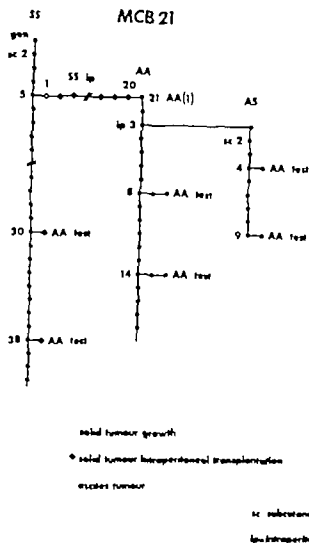 SS MCB 21
gen
sc 2
1 SS ip 20 AA
5 21 AA(1) AS
ip 3
sc 2
4 AA test
8 AA test
30 AA test 9 AA test
14 AA test
38 AA test
solid tumour growth
solid tumour intraperitoneal transplantation
ascites tumour
sc subcutane
ip=intraperit